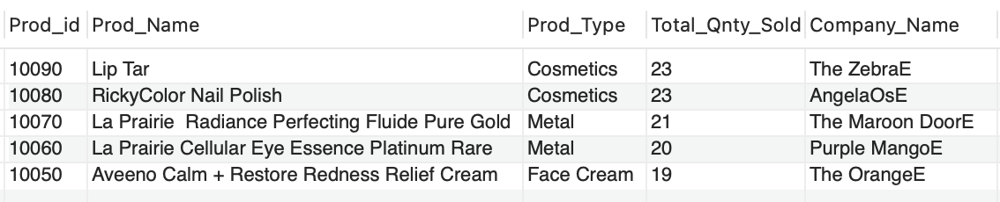 Prod_id Prod_Name Prod_Type Total_Qnty_Sold Company_Name
10090 Lip Tar Cosmetics 23 The ZebraE
10080 RickyColor Nail Polish Cosmetics 23 AngelaOsE
10070 La Prairie  Radiance Perfecting Fluide Pure Gold Metal 21 The Maroon DoorE
10060 La Prairie Cellular Eye Essence Platinum Rare Metal 20 Purple MangoE
10050 Aveeno Calm + Restore Redness Relief Cream Face Cream 19 The OrangeE